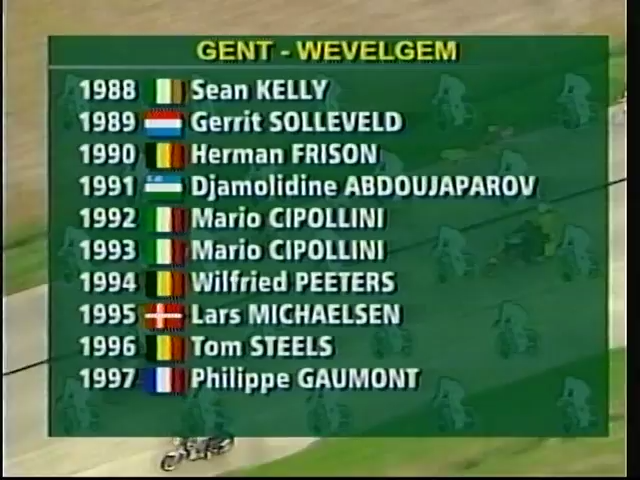 GENT - WEVELGEM
1988 Sean KELLY
1989 Gerrit SOLLEVELD
1990 Herman FRISON
1991 Djamolidine ABDOUJAPAROV
1992 Mario CIPOLLINI
1993 Mario CIPOLLINI
1994 Wilfried PEETERS
1995 Lars MICHAELSEN
1996 Tom STEELS
1997 Philippe GAUMONT